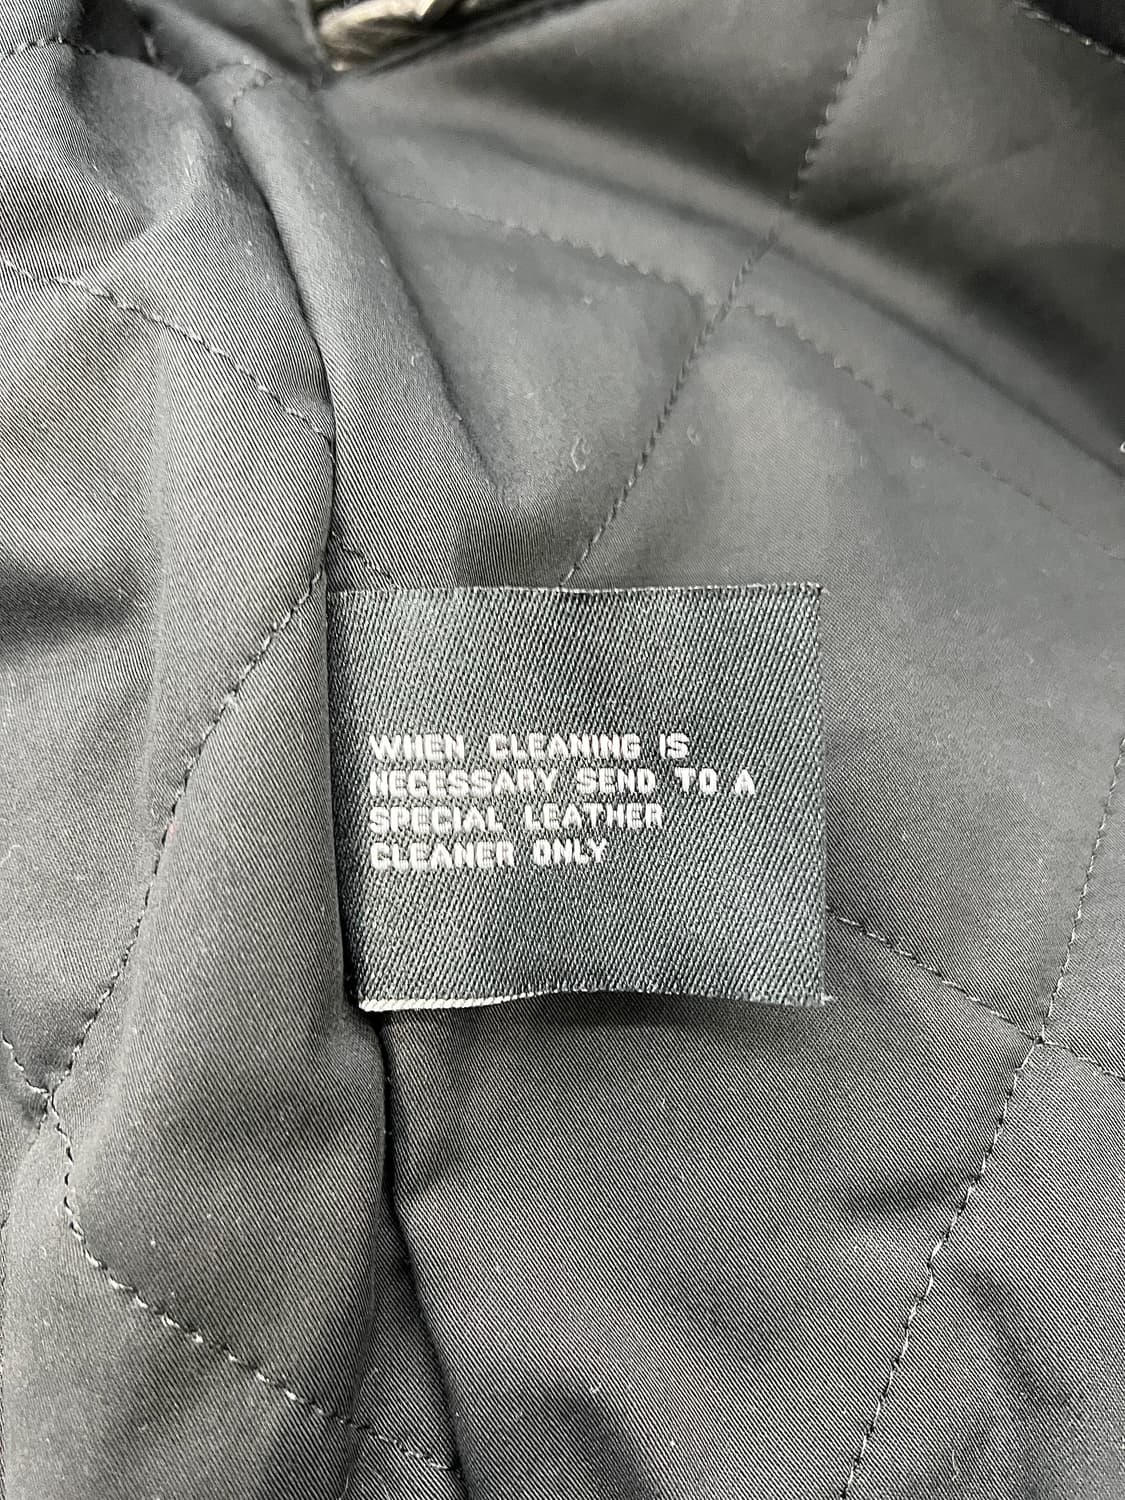 WHEN CLEANING IS
NECESSARY SEND TO A
SPECIAL LEATHER
CLEANER ONLY